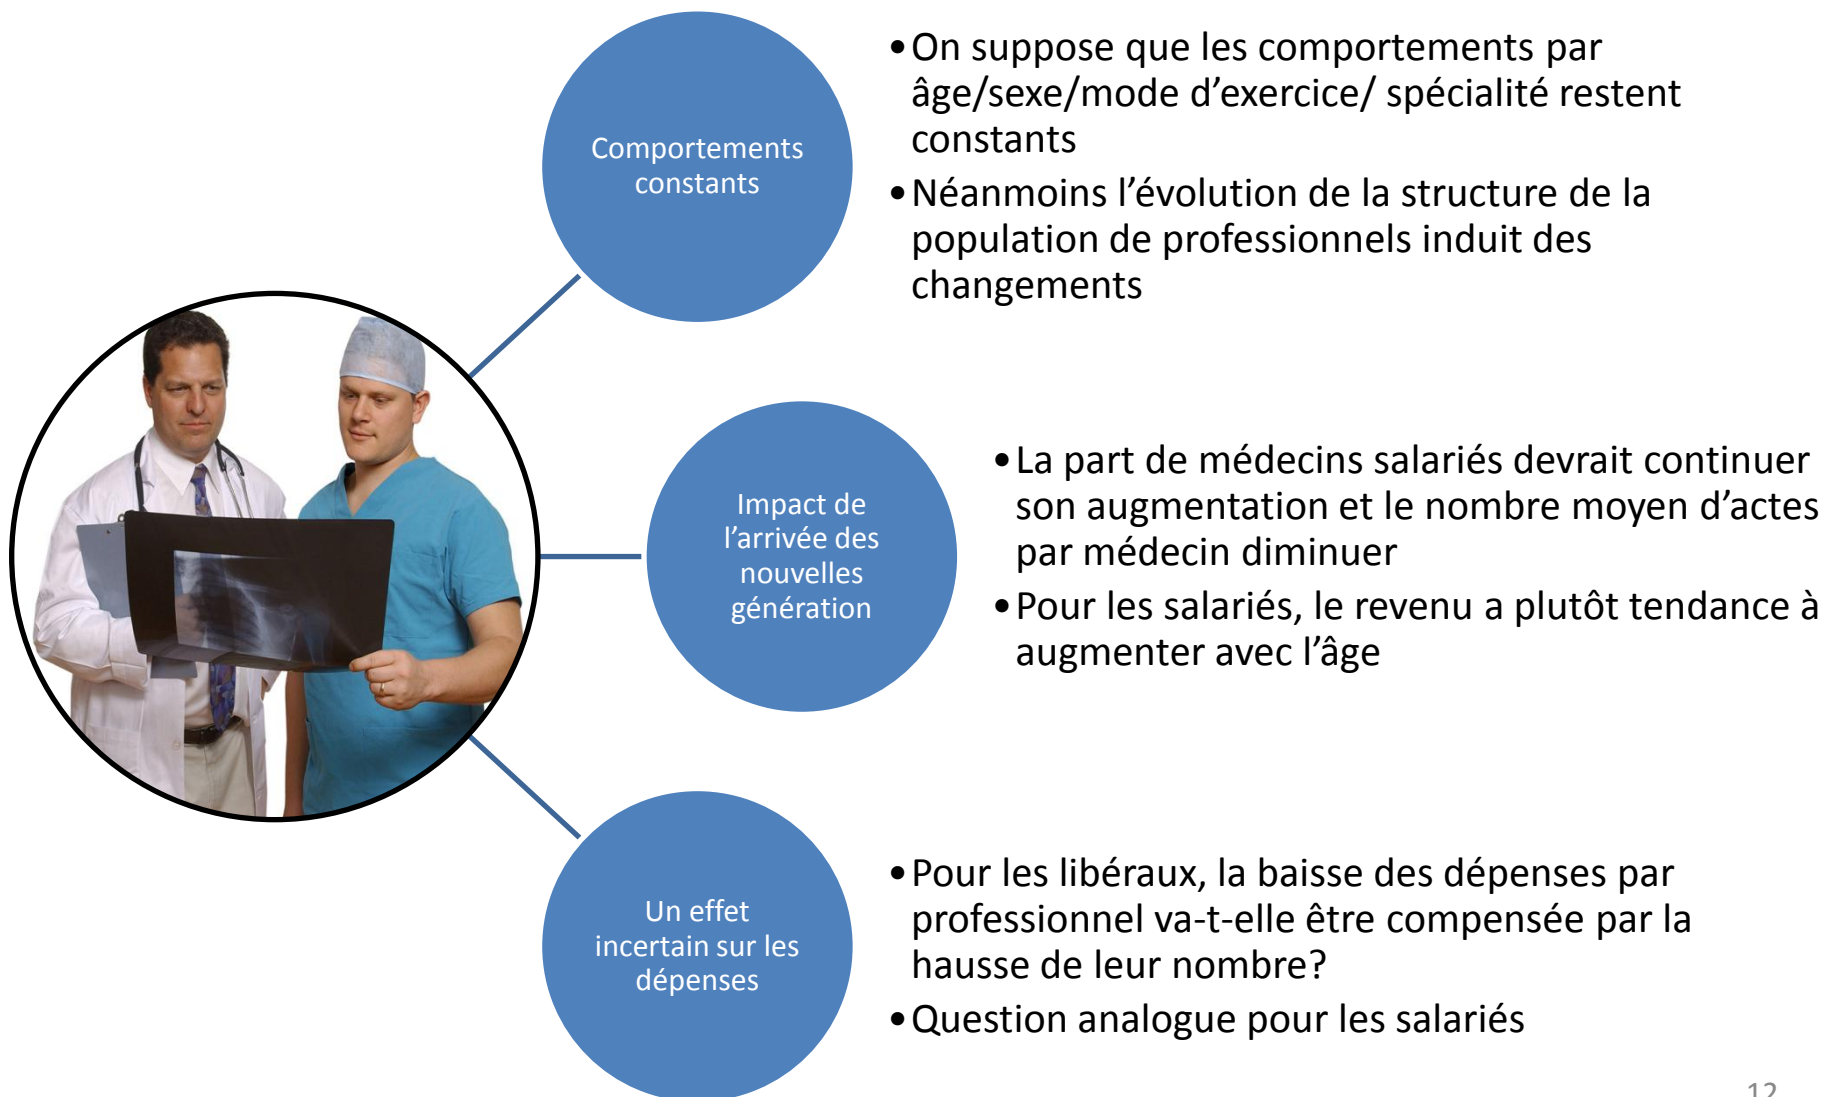 Comportements
constants
•On suppose que les comportements par
âge/sexe/mode d’exercice/ spécialité restent
constants
•Néanmoins l’évolution de la structure de la
population de professionnels induit des
changements
Impact de
l’arrivée des
nouvelles
génération
•La part de médecins salariés devrait continuer
son augmentation et le nombre moyen d’actes
par médecin diminuer
•Pour les salariés, le revenu a plutôt tendance à
augmenter avec l’âge
Un effet
incertain sur les
dépenses
•Pour les libéraux, la baisse des dépenses par
professionnel va-t-elle être compensée par la
hausse de leur nombre?
•Question analogue pour les salariés
12